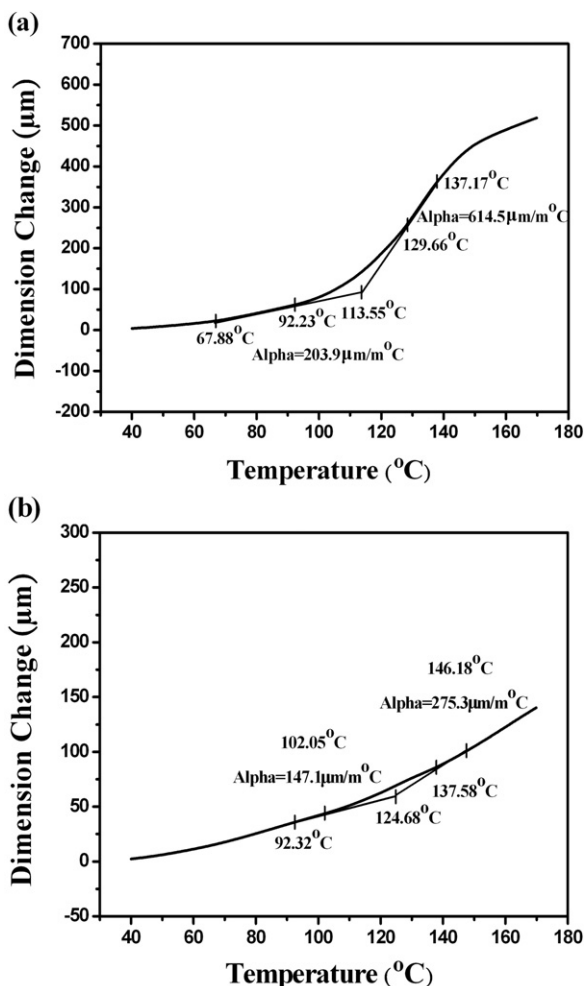 (a)
700
600
500
400
300
200
100
0
-100
-200
Dimension Change (µm)
137.17°C
Alpha=614.5µm/m°C
129.66°C
92.23°C
113.55°C
67.88°C
Alpha=203.9µm/m°C
40 60 80 100 120 140 160 180
Temperature (°C)
(b)
300
250
200
150
100
50
0
-50
Dimension Change (µm)
146.18°C
Alpha=275.3µm/m°C
102.05°C
Alpha=147.1µm/m°C
137.58°C
124.68°C
92.32°C
40 60 80 100 120 140 160 180
Temperature (°C)